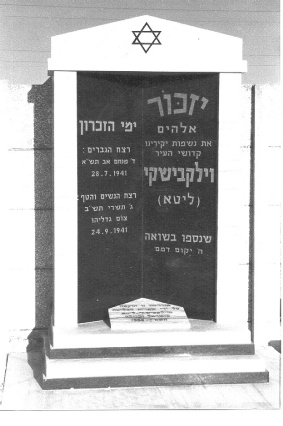 יזכור
אלהים
את נשמות יקירינו
קדושי העיר
וילקבישקי
(ליטא)
שנספו בשואה
ה' יקום דמם
ימי הזכרון
רצח הגברים:
ד' מנחם אב תש"א
28.7.1941
רצח הנשים והטף:
ג' תשרי תש"ב
צום גדליהו
24.9.1941